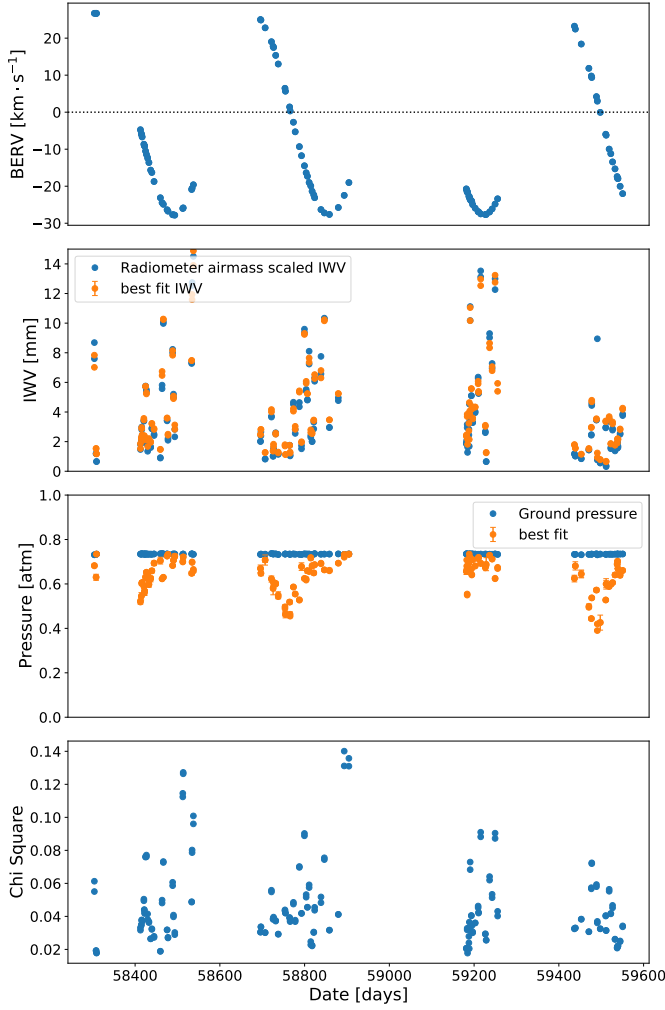 20
10
0
−10
−20
−30
BERV [km · s⁻¹]
14
12
10
8
6
4
2
0
IWV [mm]
Radiometer airmass scaled IWV
best fit IWV
1.0
0.8
0.6
0.4
0.2
0.0
Pressure [atm]
Ground pressure
best fit
0.14
0.12
0.10
0.08
0.06
0.04
0.02
Chi Square
58400 58600 58800 59000 59200 59400 59600
Date [days]